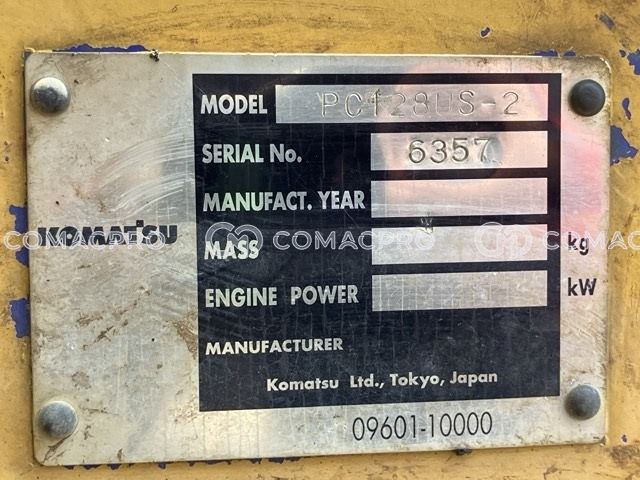 MODEL PC128US-2
SERIAL No. 6357
MANUFACT. YEAR
KOMATSU
COMACPRO COMACPRO COMACPRO
MASS kg
ENGINE POWER kW
MANUFACTURER
Komatsu Ltd., Tokyo, Japan
09601-10000